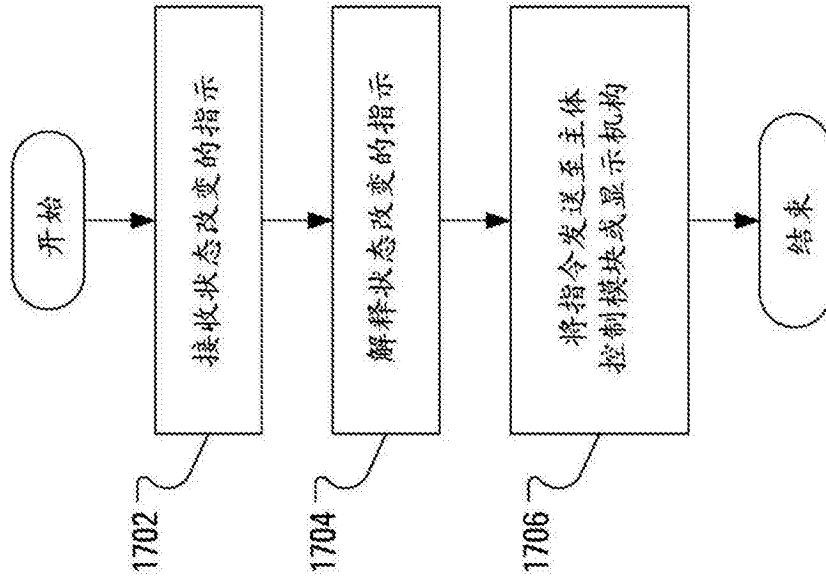 开始
1702
接收状态改变的指示
1704
解释状态改变的指示
1706
将指令发送至主体
控制模块或显示机构
结束